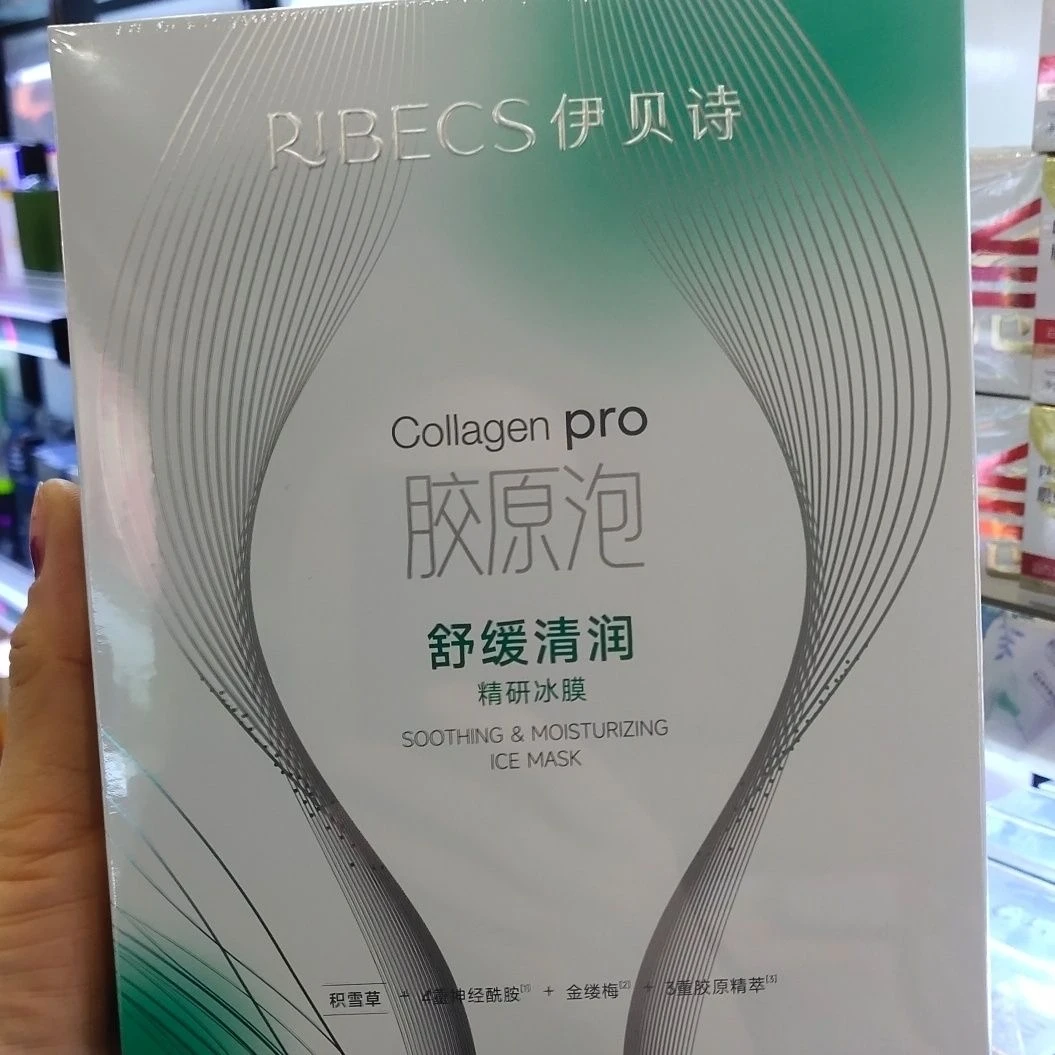 RIBECS伊贝诗
Collagen pro
胶原泡
舒缓清润
精研冰膜
SOOTHING & MOISTURIZING
ICE MASK
积雪草 + 4重神经酰胺[1] + 金缕梅[2] + 3重胶原精萃[3]